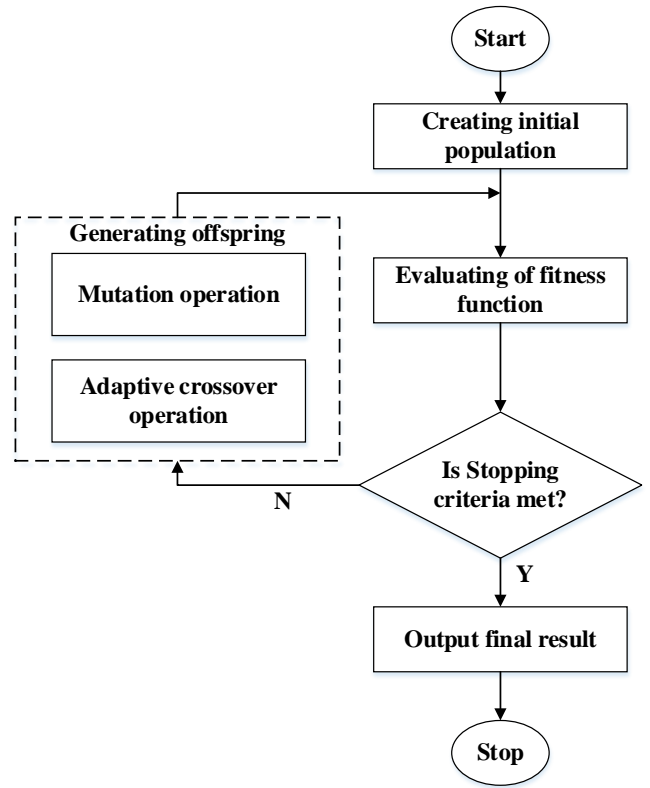 Start
Creating initial
population
Generating offspring
Mutation operation
Adaptive crossover
operation
Evaluating of fitness
function
Is Stopping
criteria met?
N
Y
Output final result
Stop